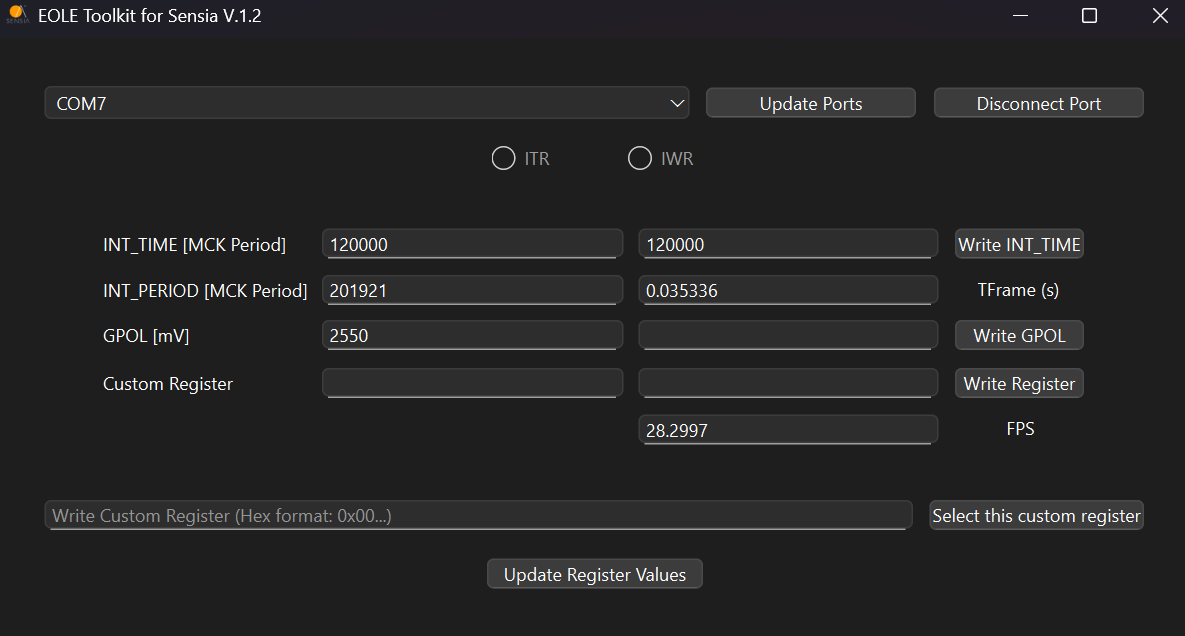 SENSIA EOLE Toolkit for Sensia V.1.2
COM7 Update Ports Disconnect Port
ITR IWR
INT_TIME [MCK Period] 120000 120000 Write INT_TIME
INT_PERIOD [MCK Period] 201921 0.035336 TFrame (s)
GPOL [mV] 2550 Write GPOL
Custom Register Write Register
28.2997 FPS
Write Custom Register (Hex format: 0x00...) Select this custom register
Update Register Values